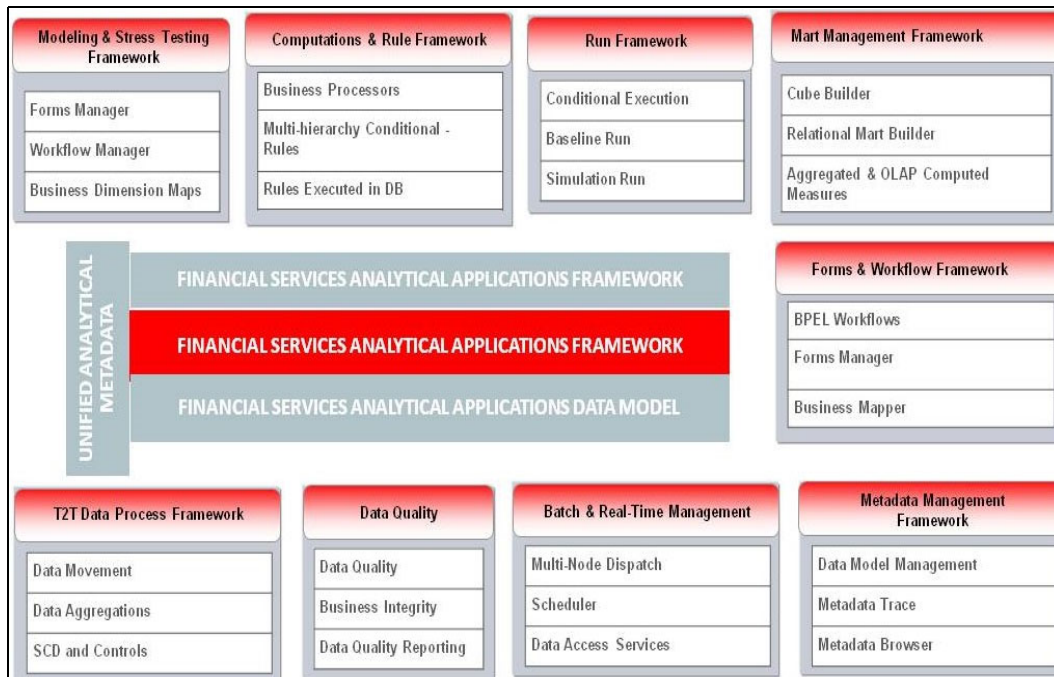 Modeling & Stress Testing
Framework
Forms Manager
Workflow Manager
Business Dimension Maps
Computations & Rule Framework
Business Processors
Multi-hierarchy Conditional -
Rules
Rules Executed in DB
Run Framework
Conditional Execution
Baseline Run
Simulation Run
Mart Management Framework
Cube Builder
Relational Mart Builder
Aggregated & OLAP Computed
Measures
UNIFIED ANALYTICAL
METADATA
FINANCIAL SERVICES ANALYTICAL APPLICATIONS FRAMEWORK
FINANCIAL SERVICES ANALYTICAL APPLICATIONS FRAMEWORK
FINANCIAL SERVICES ANALYTICAL APPLICATIONS DATA MODEL
Forms & Workflow Framework
BPEL Workflows
Forms Manager
Business Mapper
T2T Data Process Framework
Data Movement
Data Aggregations
SCD and Controls
Data Quality
Data Quality
Business Integrity
Data Quality Reporting
Batch & Real-Time Management
Multi-Node Dispatch
Scheduler
Data Access Services
Metadata Management
Framework
Data Model Management
Metadata Trace
Metadata Browser